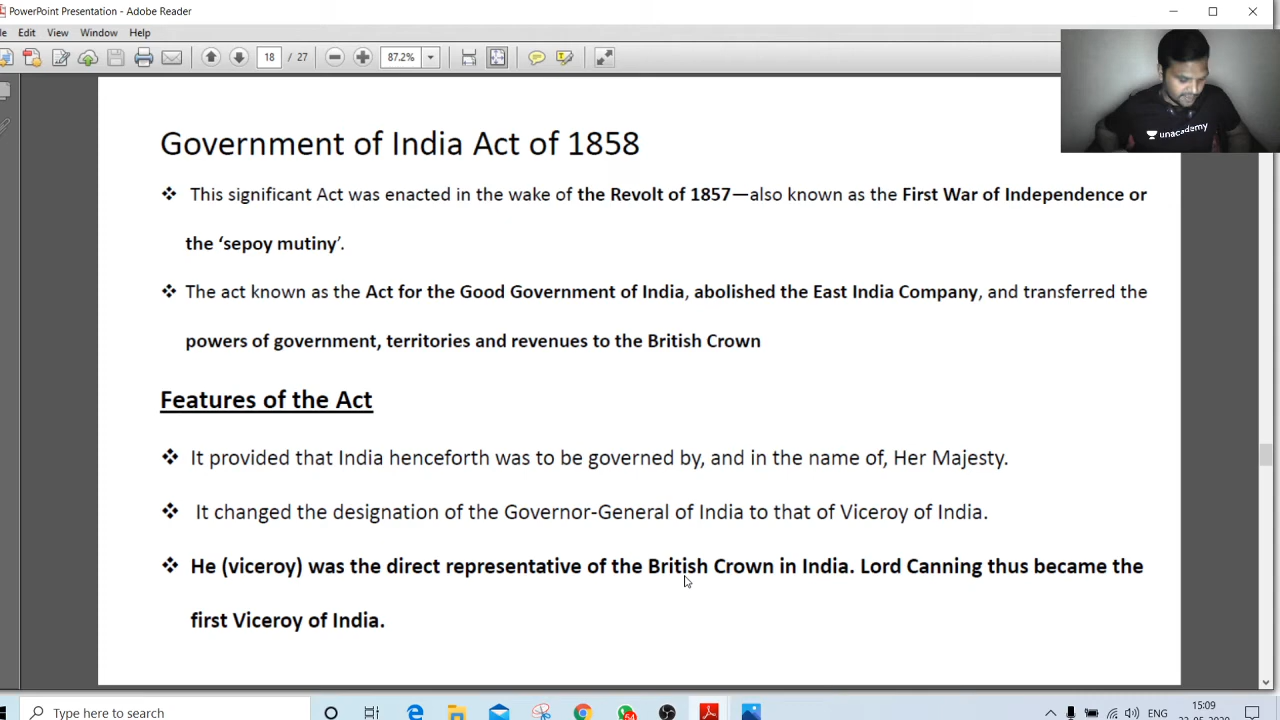 PowerPoint Presentation - Adobe Reader
Edit View Window Help
18 / 27 87.2%
unacademy
Government of India Act of 1858
❖ This significant Act was enacted in the wake of the Revolt of 1857—also known as the First War of Independence or
the ‘sepoy mutiny’.
❖ The act known as the Act for the Good Government of India, abolished the East India Company, and transferred the
powers of government, territories and revenues to the British Crown
Features of the Act
❖ It provided that India henceforth was to be governed by, and in the name of, Her Majesty.
❖ It changed the designation of the Governor-General of India to that of Viceroy of India.
❖ He (viceroy) was the direct representative of the British Crown in India. Lord Canning thus became the
first Viceroy of India.
Type here to search
ENG
15:09